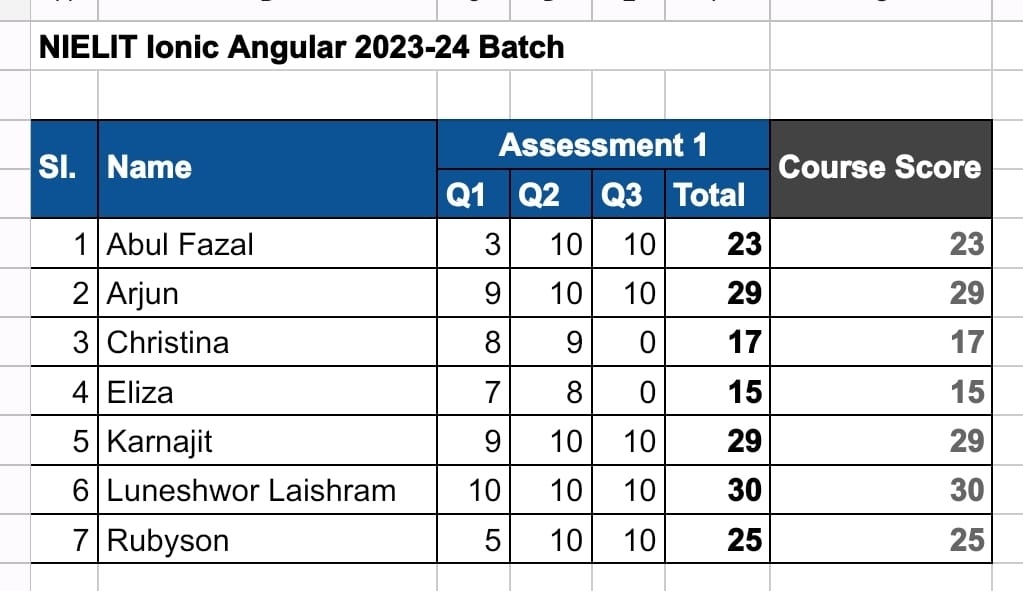 NIELIT Ionic Angular 2023-24 Batch
Sl. Name Assessment 1 Course Score
Q1 Q2 Q3 Total
1 Abul Fazal 3 10 10 23 23
2 Arjun 9 10 10 29 29
3 Christina 8 9 0 17 17
4 Eliza 7 8 0 15 15
5 Karnajit 9 10 10 29 29
6 Luneshwor Laishram 10 10 10 30 30
7 Rubyson 5 10 10 25 25